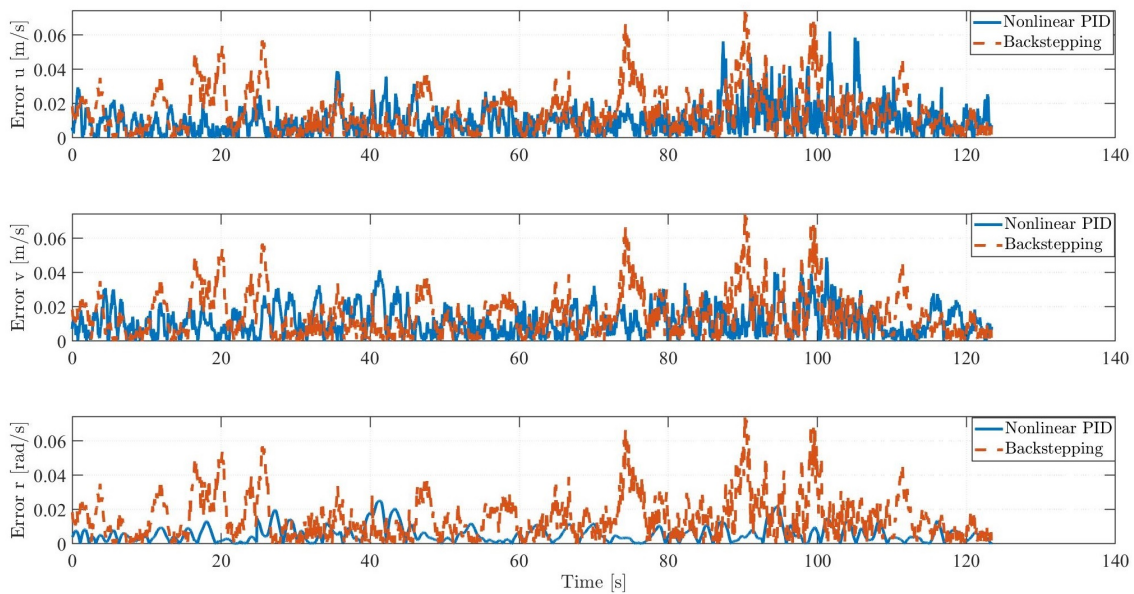 Error u [m/s]
0.06
0.04
0.02
0
Nonlinear PID
Backstepping
0 20 40 60 80 100 120 140
Error v [m/s]
0.06
0.04
0.02
0
Nonlinear PID
Backstepping
0 20 40 60 80 100 120 140
Error r [rad/s]
0.06
0.04
0.02
0
Nonlinear PID
Backstepping
0 20 40 60 80 100 120 140
Time [s]